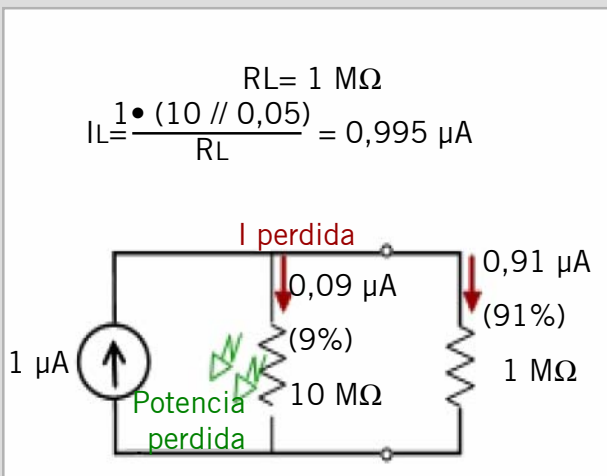 RL= 1 MΩ
1• (10 // 0,05)
IL= = 0,995 µA
RL
I perdida
0,91 µA
0,09 µA
(91%)
(9%)
1 µA
1 MΩ
10 MΩ
Potencia
perdida